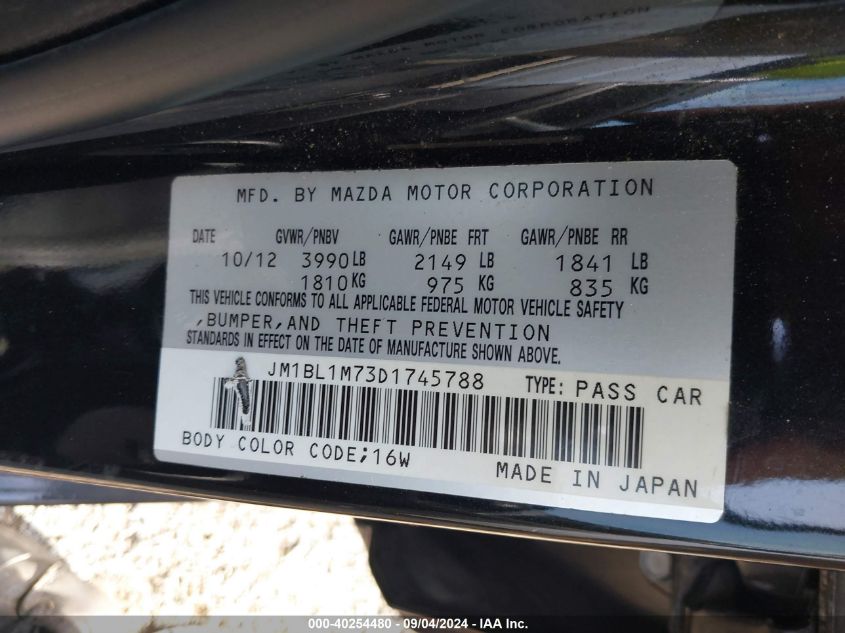 MFD. BY MAZDA MOTOR CORPORATION
DATE GVWR/PNBV GAWR/PNBE FRT GAWR/PNBE RR
10/12 3990 LB 2149 LB 1841 LB
1810 KG 975 KG 835 KG
THIS VEHICLE CONFORMS TO ALL APPLICABLE FEDERAL MOTOR VEHICLE SAFETY
,BUMPER,AND THEFT PREVENTION
STANDARDS IN EFFECT ON THE DATE OF MANUFACTURE SHOWN ABOVE.
JM1BL1M73D1745788 TYPE: PASS CAR
BODY COLOR CODE;16W
MADE IN JAPAN
000-40254480 - 09/04/2024 - IAA Inc.